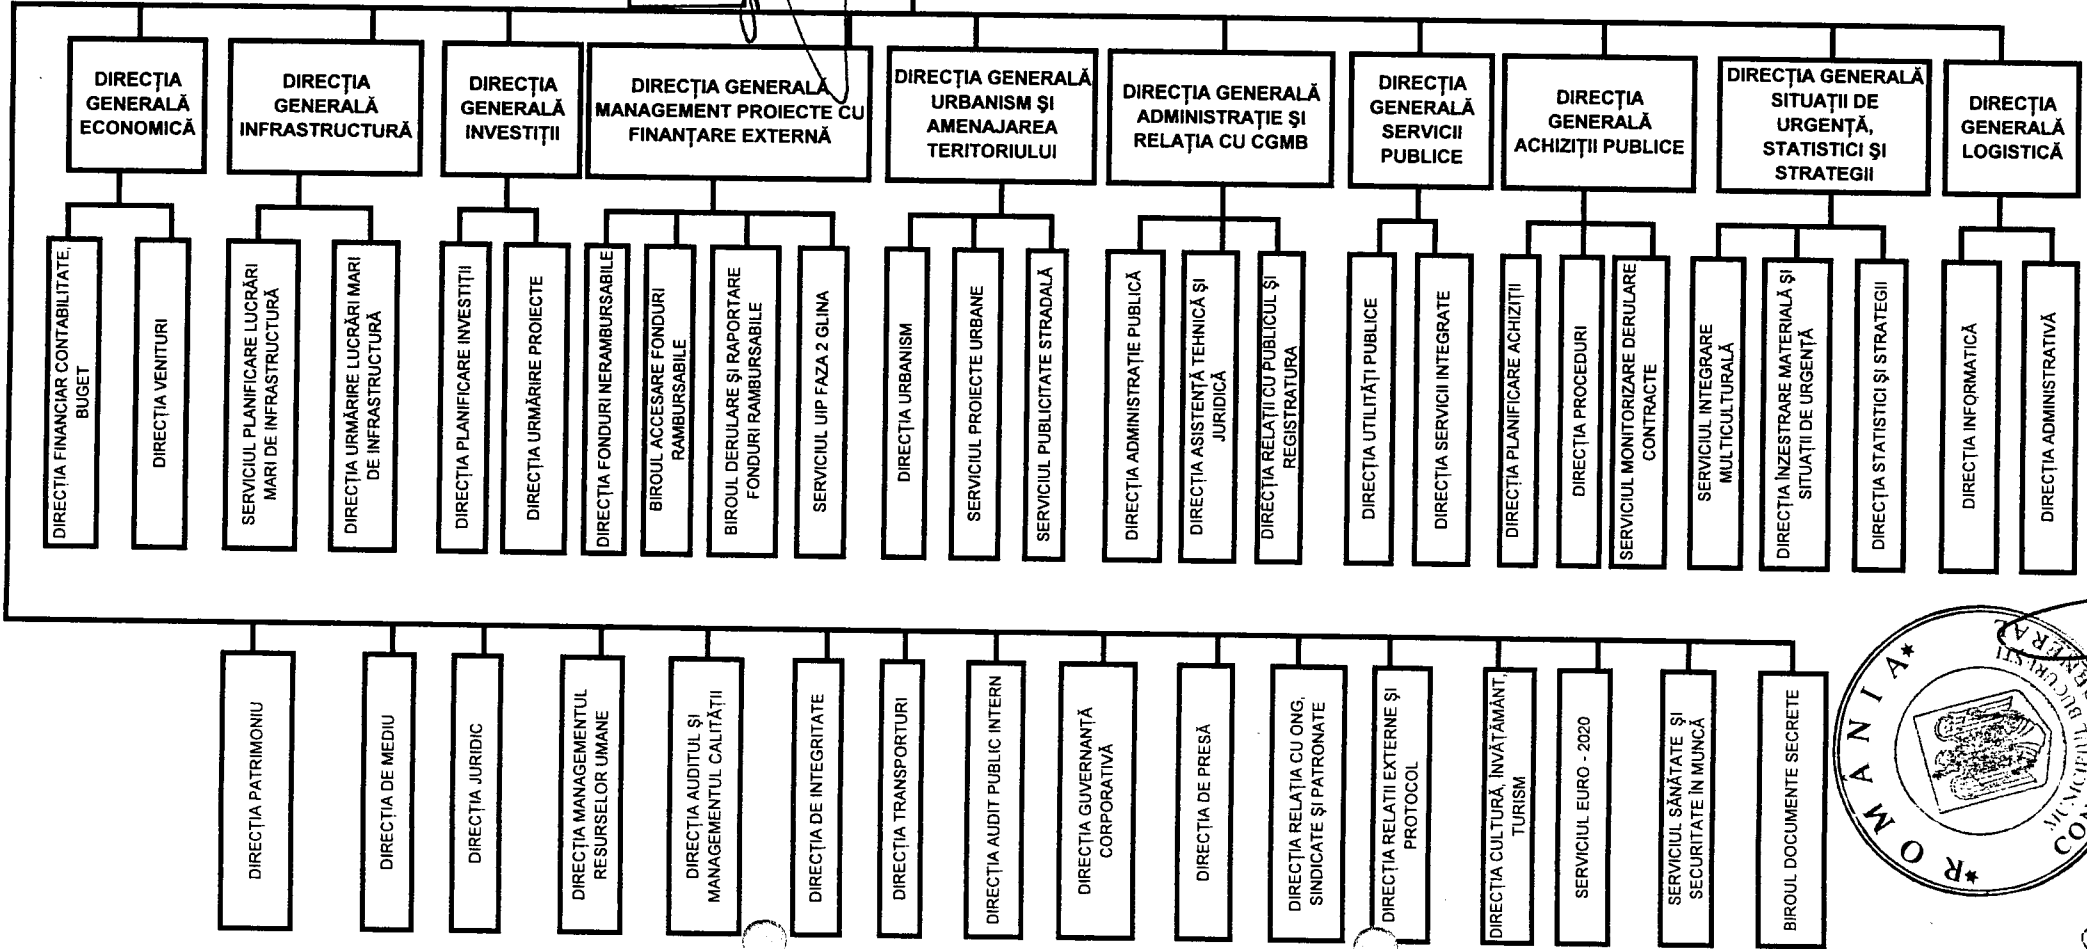 DIRECȚIA
GENERALĂ
ECONOMICĂ
DIRECȚIA
GENERALĂ
INFRASTRUCTURĂ
DIRECȚIA
GENERALĂ
INVESTIȚII
DIRECȚIA GENERALĂ
MANAGEMENT PROIECTE CU
FINANȚARE EXTERNĂ
DIRECȚIA GENERALĂ
URBANISM ȘI
AMENAJAREA
TERITORIULUI
DIRECȚIA GENERALĂ
ADMINISTRAȚIE ȘI
RELAȚIA CU CGMB
DIRECȚIA
GENERALĂ
SERVICII
PUBLICE
DIRECȚIA
GENERALĂ
ACHIZIȚII PUBLICE
DIRECȚIA GENERALĂ
SITUAȚII DE
URGENȚĂ,
STATISTICI ȘI
STRATEGII
DIRECȚIA
GENERALĂ
LOGISTICĂ
DIRECȚIA FINANCIAR CONTABILITATE,
BUGET
DIRECȚIA VENITURI
SERVICIUL PLANIFICARE LUCRĂRI
MARI DE INFRASTRUCTURĂ
DIRECȚIA URMĂRIRE LUCRĂRI MARI
DE INFRASTRUCTURĂ
DIRECȚIA PLANIFICARE INVESTIȚII
DIRECȚIA URMĂRIRE PROIECTE
DIRECȚIA FONDURI NERAMBURSABILE
BIROUL ACCESARE FONDURI
RAMBURSABILE
BIROUL DERULARE ȘI RAPORTARE
FONDURI RAMBURSABILE
SERVICIUL UIP FAZA 2 GLINA
DIRECȚIA URBANISM
SERVICIUL PROIECTE URBANE
SERVICIUL PUBLICITATE STRADALĂ
DIRECȚIA ADMINISTRAȚIE PUBLICĂ
DIRECȚIA ASISTENȚĂ TEHNICĂ ȘI
JURIDICĂ
DIRECȚIA RELAȚII CU PUBLICUL ȘI
REGISTRATURA
DIRECȚIA UTILITĂȚI PUBLICE
DIRECȚIA SERVICII INTEGRATE
DIRECȚIA PLANIFICARE ACHIZIȚII
DIRECȚIA PROCEDURI
SERVICIUL MONITORIZARE DERULARE
CONTRACTE
SERVICIUL INTEGRARE
MULTICULTURALĂ
DIRECȚIA ÎNZESTRARE MATERIALĂ ȘI
SITUAȚII DE URGENȚĂ
DIRECȚIA STATISTICI ȘI STRATEGII
DIRECȚIA INFORMATICĂ
DIRECȚIA ADMINISTRATIVĂ
DIRECȚIA PATRIMONIU
DIRECȚIA DE MEDIU
DIRECȚIA JURIDIC
DIRECȚIA MANAGEMENTUL
RESURSELOR UMANE
DIRECȚIA AUDITUL ȘI
MANAGEMENTUL CALITĂȚII
DIRECȚIA DE INTEGRITATE
DIRECȚIA TRANSPORTURI
DIRECȚIA AUDIT PUBLIC INTERN
DIRECȚIA GUVERNANȚĂ
CORPORATIVĂ
DIRECȚIA DE PRESĂ
DIRECȚIA RELAȚIA CU ONG,
SINDICATE ȘI PATRONATE
DIRECȚIA RELAȚII EXTERNE ȘI
PROTOCOL
DIRECȚIA CULTURĂ, ÎNVĂȚĂMÂNT,
TURISM
SERVICIUL EURO - 2020
SERVICIUL SĂNĂTATE ȘI
SECURITATE ÎN MUNCĂ
BIROUL DOCUMENTE SECRETE
*ROMÂNIA*
MUNICIPIUL BUCUREȘTI